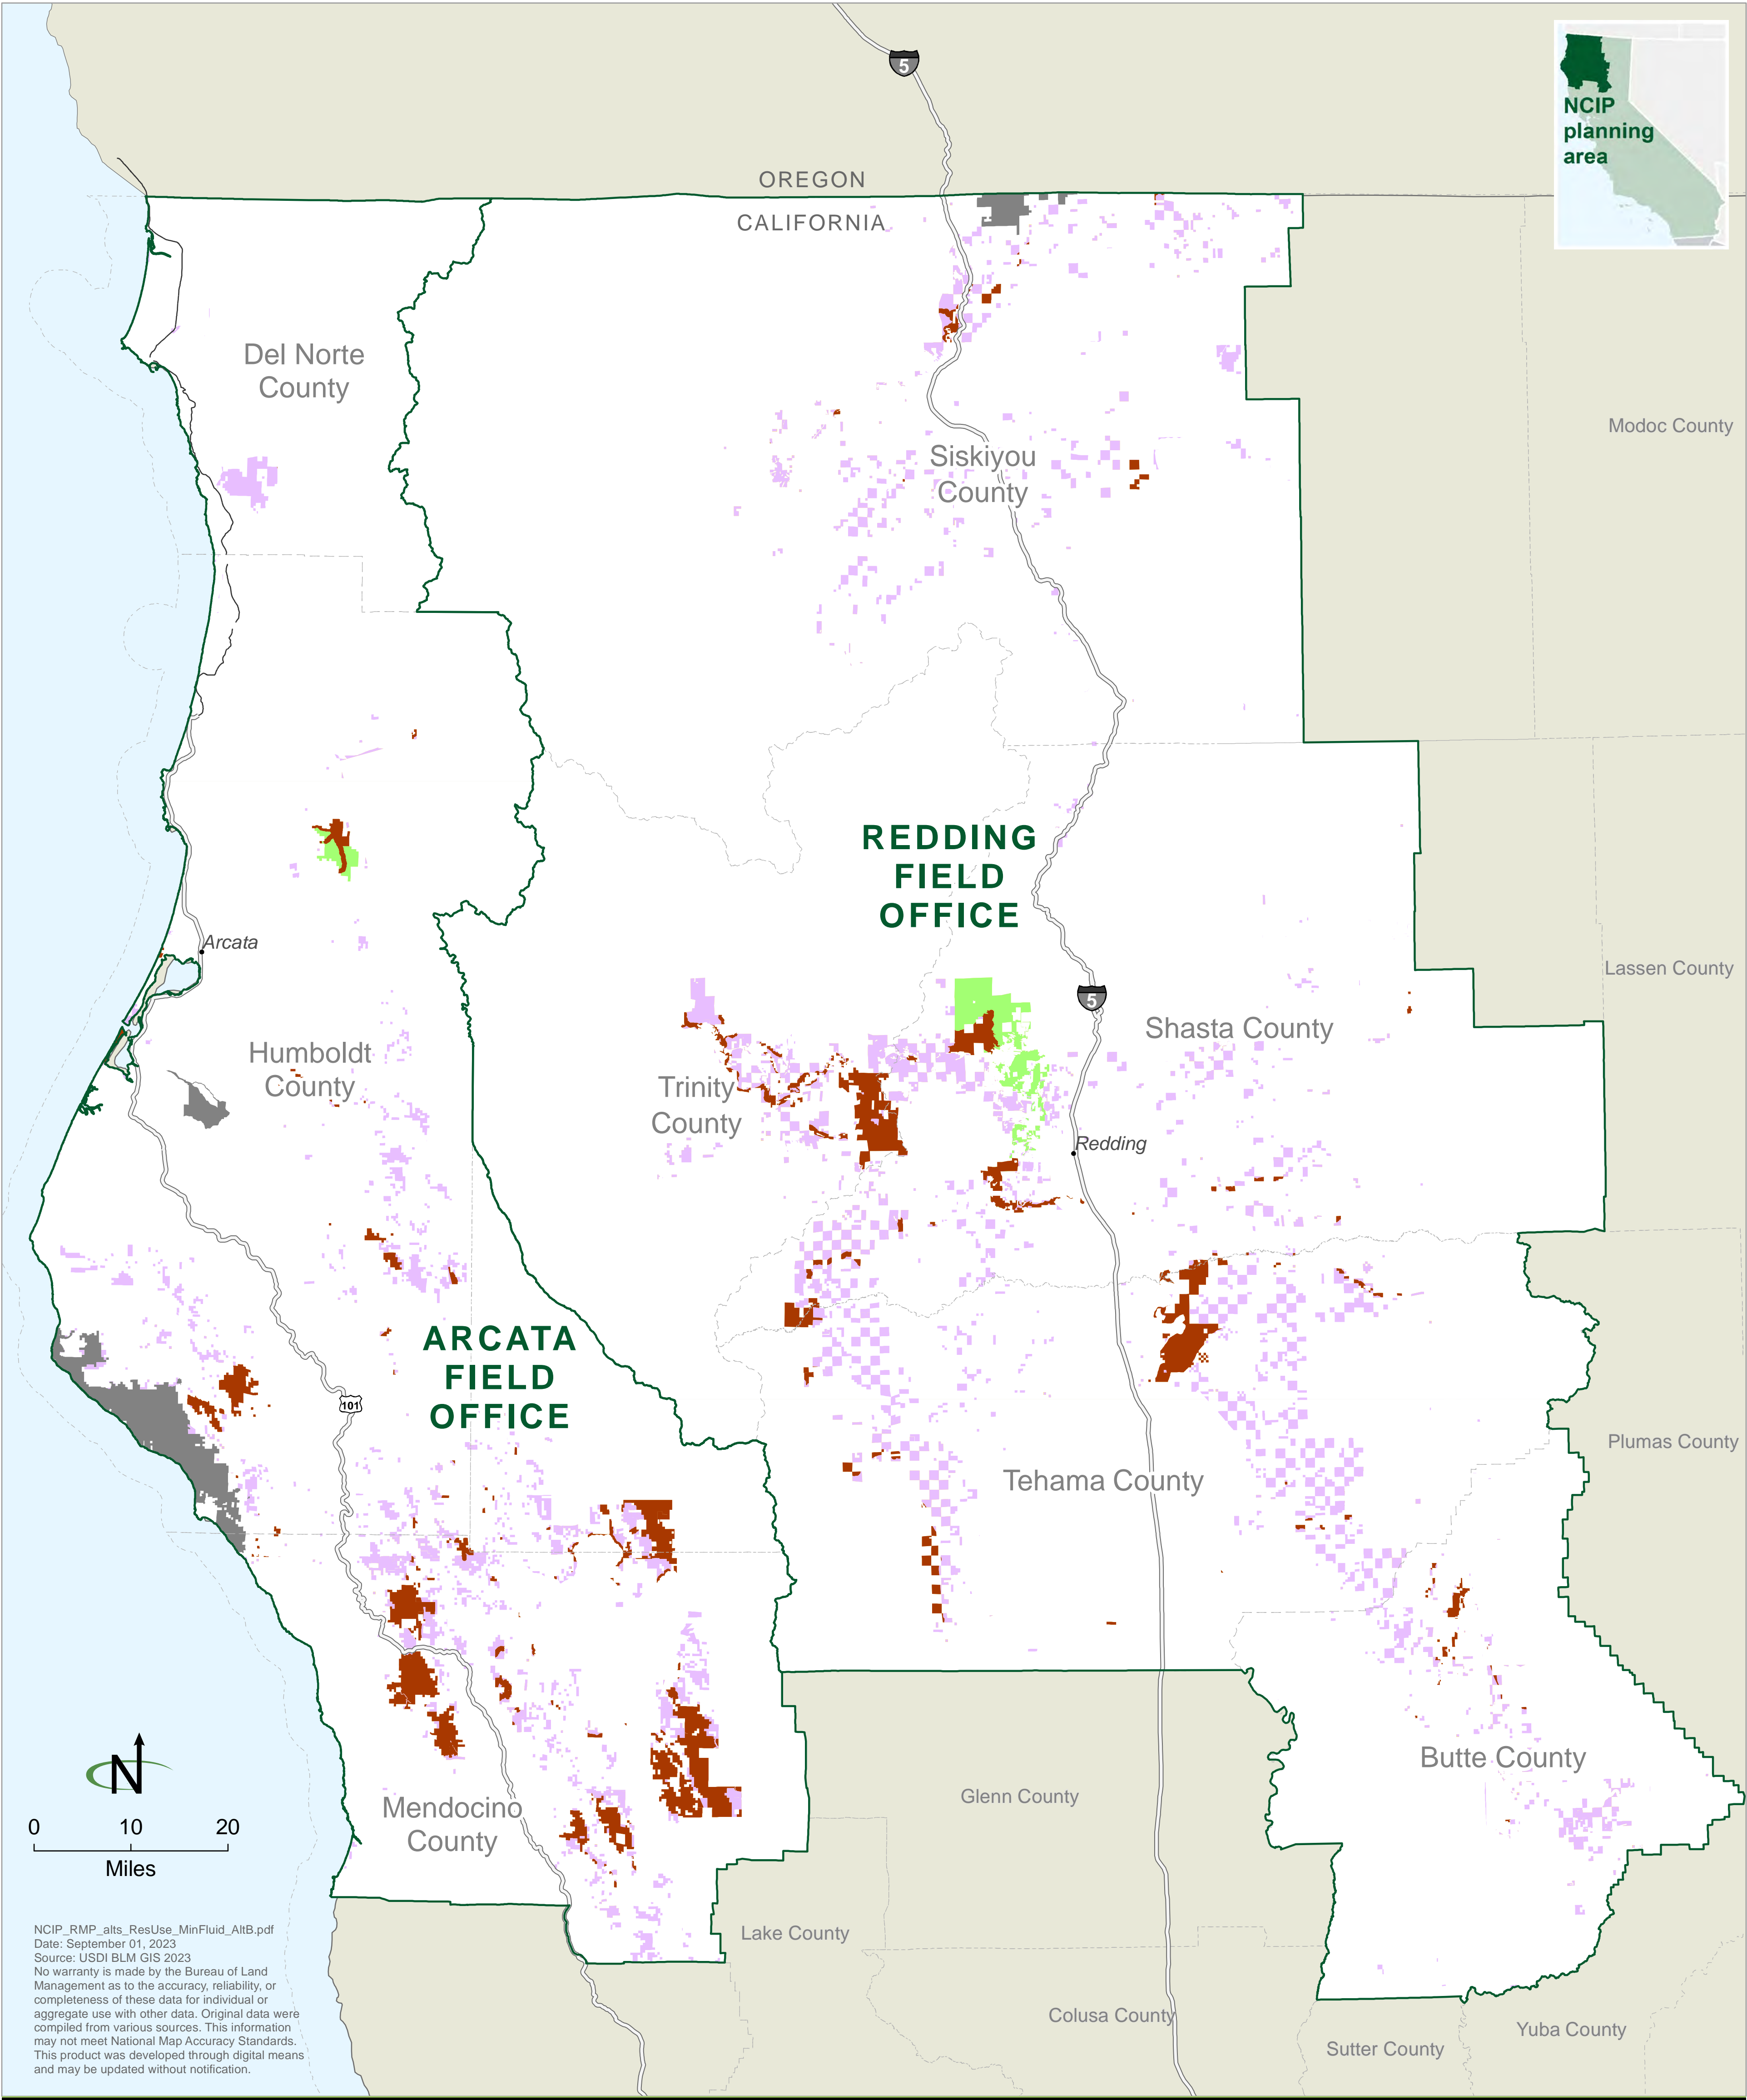 5
NCIP
planning
area
OREGON
CALIFORNIA
Del Norte
County
Modoc County
Siskiyou
County
REDDING
FIELD
OFFICE
Arcata
Lassen County
5
Shasta County
Humboldt
County
Trinity
County
Redding
ARCATA
FIELD
OFFICE
101
Plumas County
Tehama County
Butte County
Glenn County
Mendocino
County
N
0 10 20
Miles
Lake County
Colusa County
Yuba County
Sutter County
NCIP_RMP_alts_ResUse_MinFluid_AltB.pdf
Date: September 01, 2023
Source: USDI BLM GIS 2023
No warranty is made by the Bureau of Land
Management as to the accuracy, reliability, or
completeness of these data for individual or
aggregate use with other data. Original data were
compiled from various sources. This information
may not meet National Map Accuracy Standards.
This product was developed through digital means
and may be updated without notification.